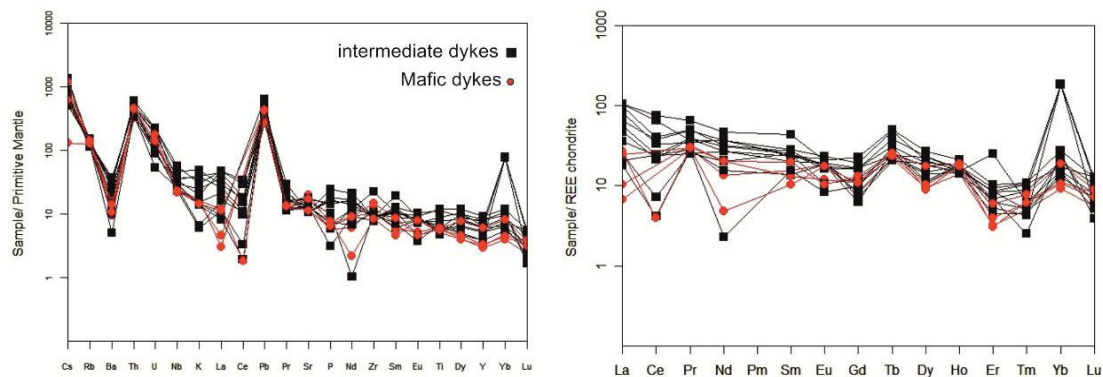 Sample/ Primitive Mantle
10000
1000
100
10
1
intermediate dykes
Mafic dykes
Cs Rb Ba Th U Nb K La Ce Pb Pr Sr P Nd Zr Sm Eu Ti Dy Y Yb Lu
Sample/ REE chondrite
1000
100
10
1
La Ce Pr Nd Pm Sm Eu Gd Tb Dy Ho Er Tm Yb Lu